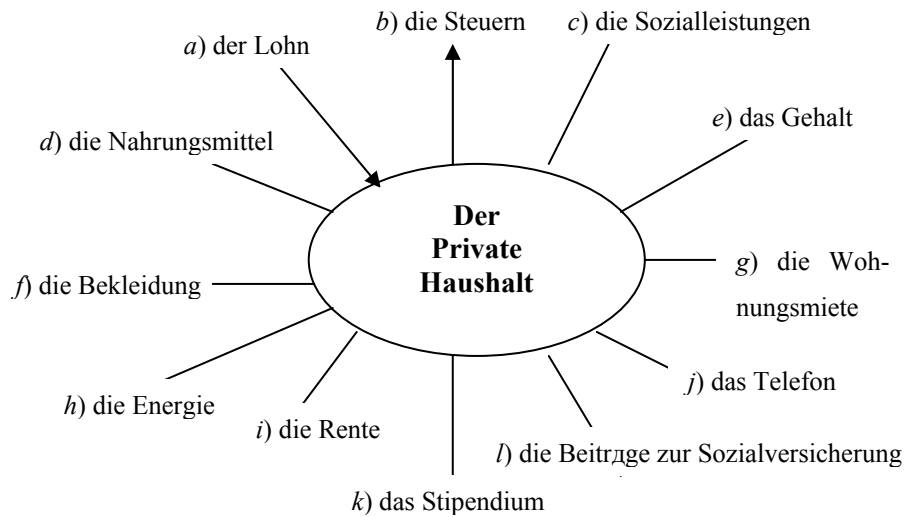 b) die Steuern
c) die Sozialleistungen
a) der Lohn
e) das Gehalt
d) die Nahrungsmittel
Der
Private
Haushalt
g) die Woh-
nungsmiete
f) die Bekleidung
j) das Telefon
h) die Energie
i) die Rente
l) die Beitrдge zur Sozialversicherung
k) das Stipendium